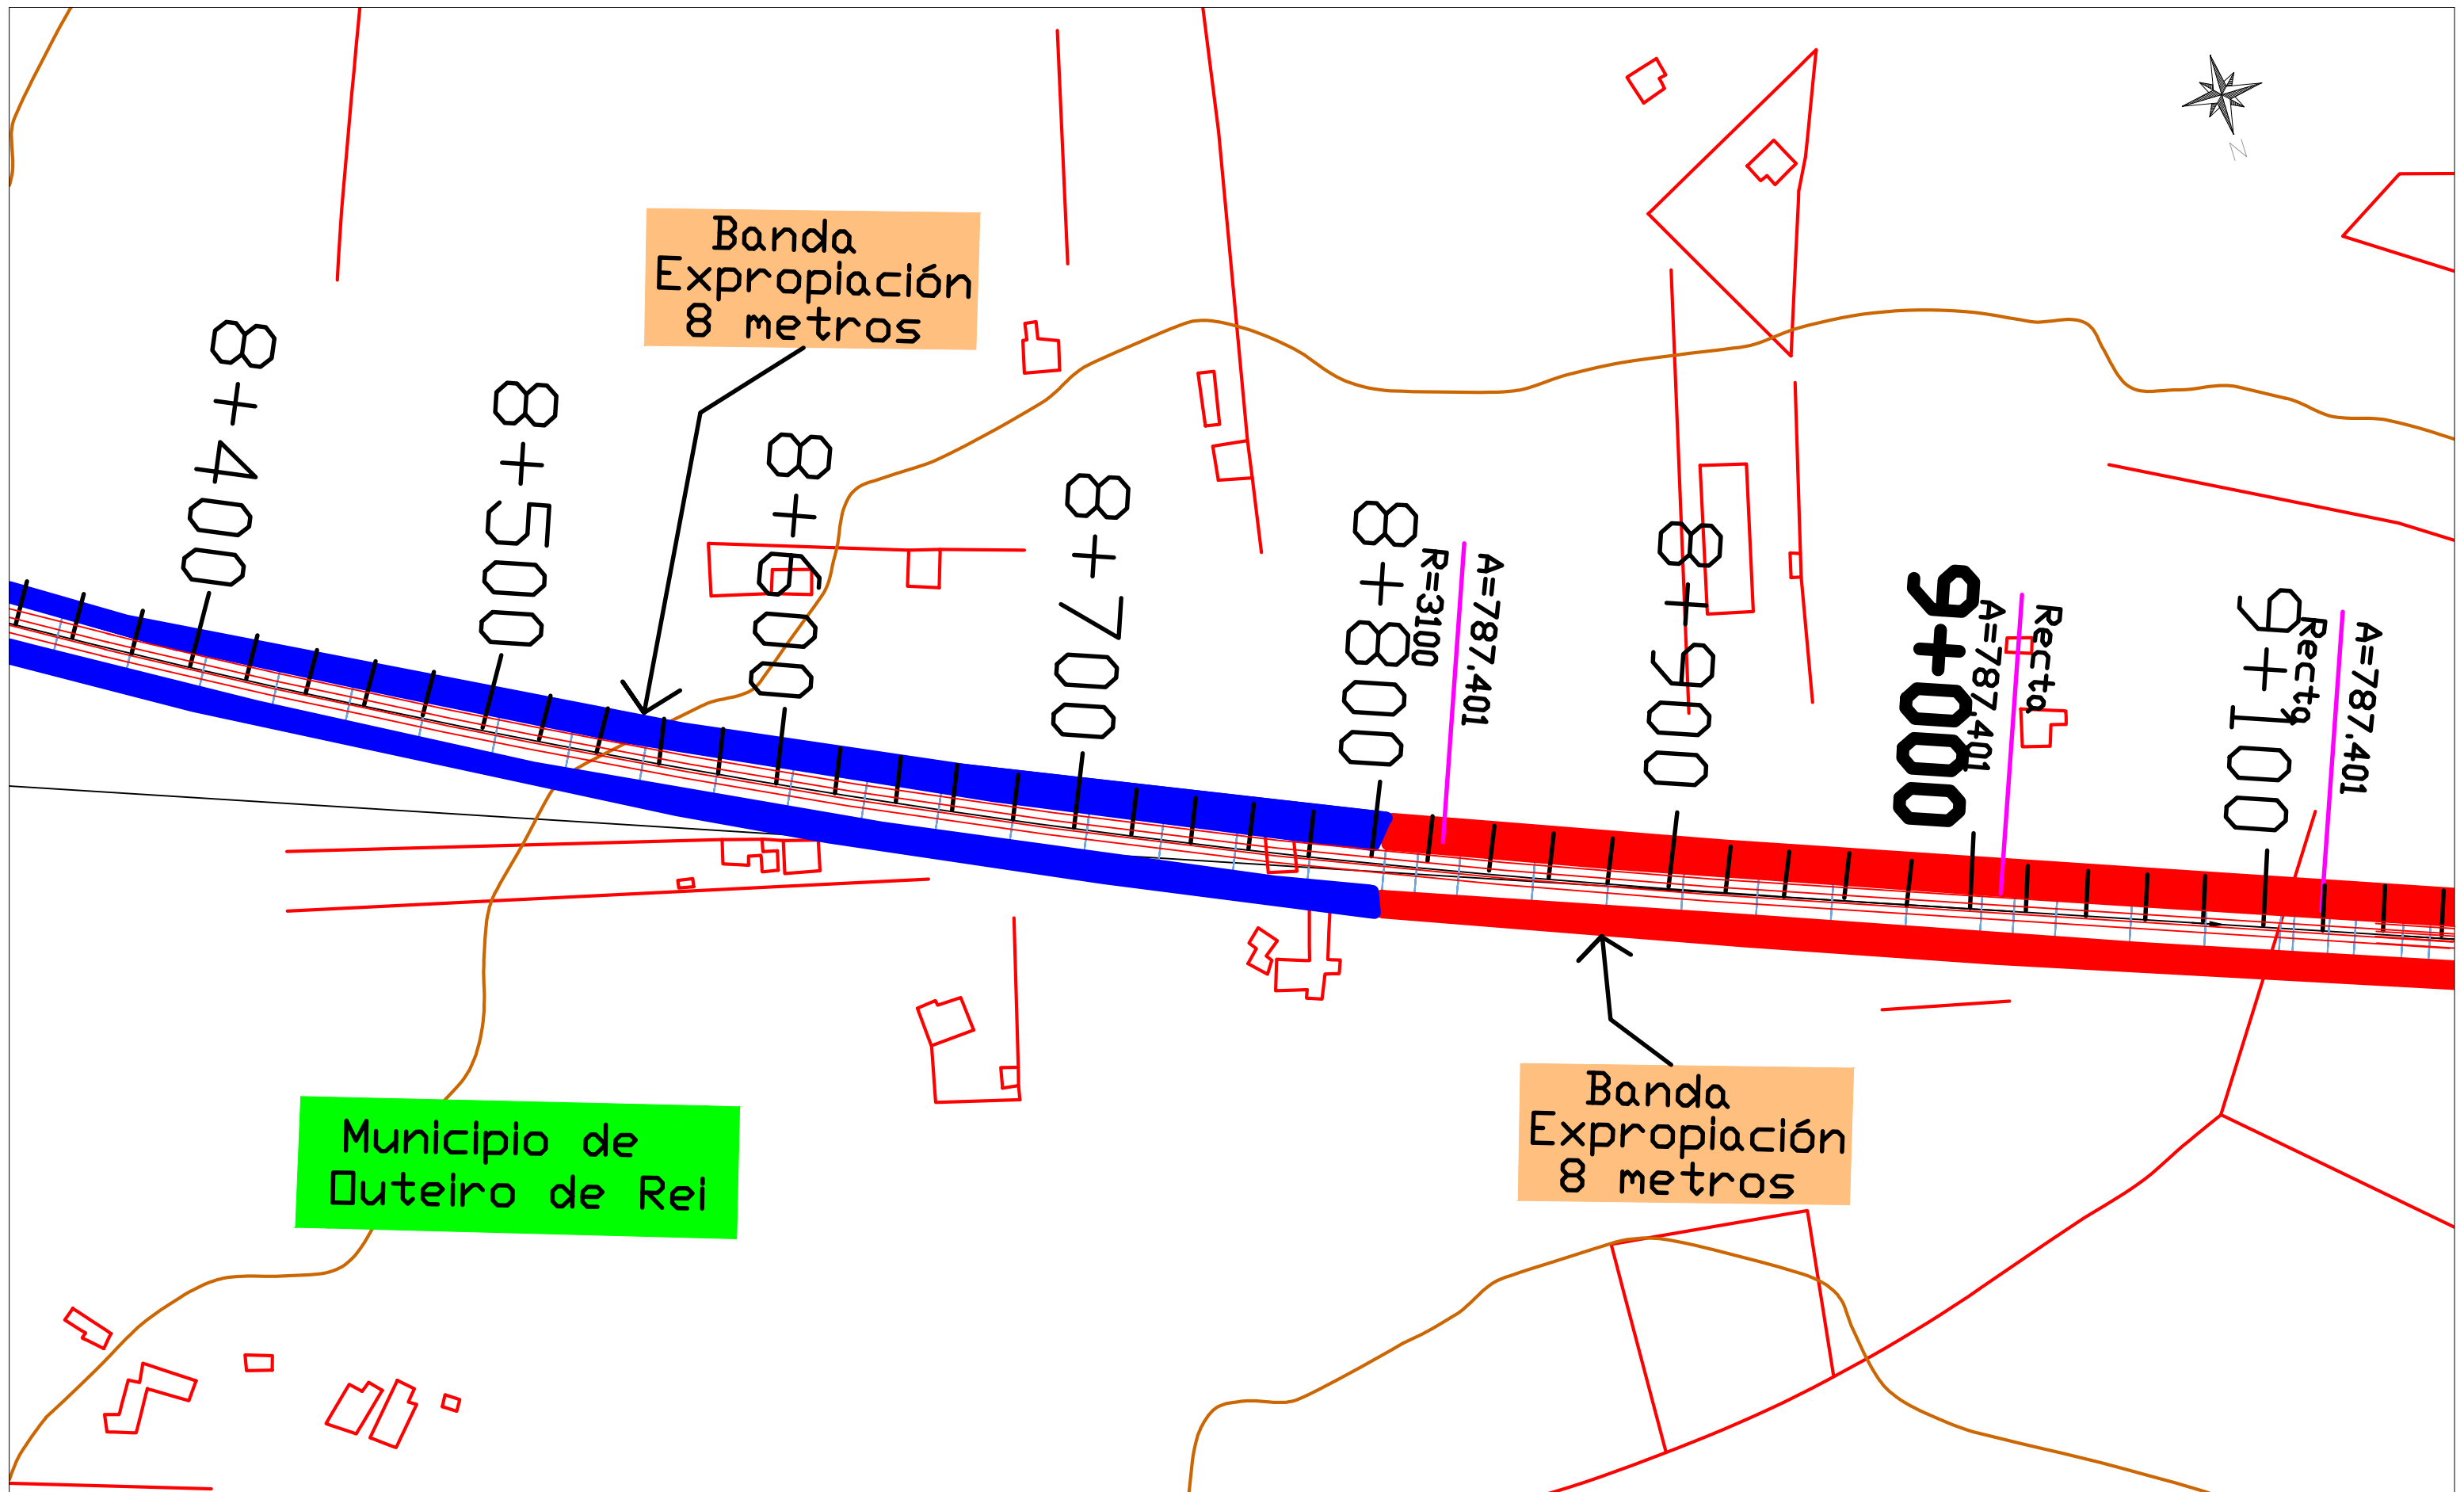 Banda
Expropiación
8 metros
8+400
8+500
8+600
8+700
8+800
R=3100
A=787.401
8+900
9+000
A=787.401
Recta
9+100
Recta
A=787.401
Banda
Expropiación
8 metros
Municipio de
Outeiro de Rei
N